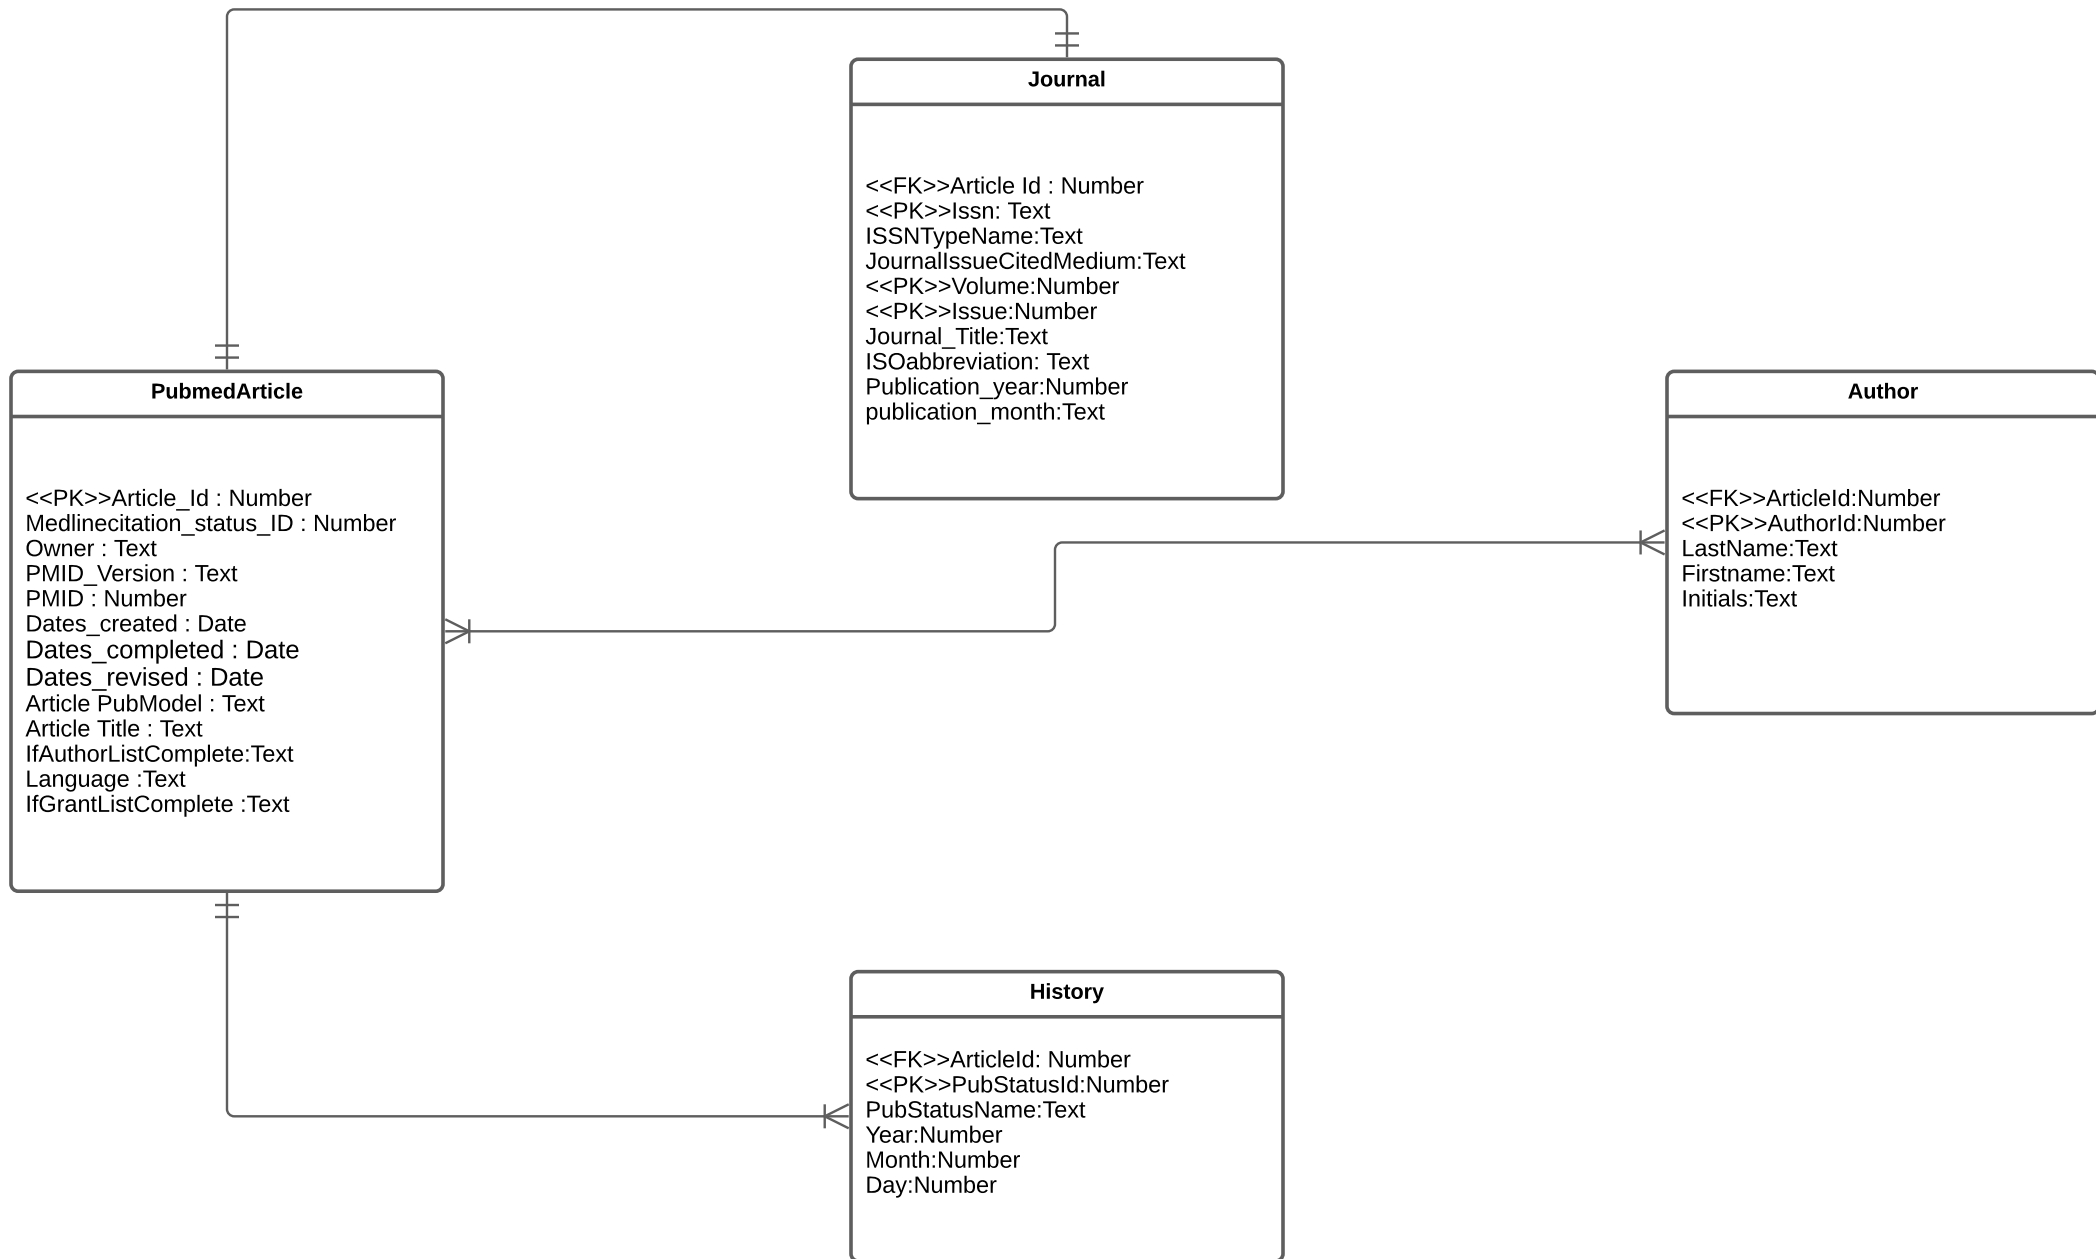 Journal
<<FK>>Article Id : Number
<<PK>>Issn: Text
ISSNTypeName:Text
JournalIssueCitedMedium:Text
<<PK>>Volume:Number
<<PK>>Issue:Number
Journal_Title:Text
ISOabbreviation: Text
Publication_year:Number
publication_month:Text
PubmedArticle
<<PK>>Article_Id : Number
Medlinecitation_status_ID : Number
Owner : Text
PMID_Version : Text
PMID : Number
Dates_created : Date
Dates_completed : Date
Dates_revised : Date
Article PubModel : Text
Article Title : Text
IfAuthorListComplete:Text
Language :Text
IfGrantListComplete :Text
Author
<<FK>>ArticleId:Number
<<PK>>AuthorId:Number
LastName:Text
Firstname:Text
Initials:Text
History
<<FK>>ArticleId: Number
<<PK>>PubStatusId:Number
PubStatusName:Text
Year:Number
Month:Number
Day:Number